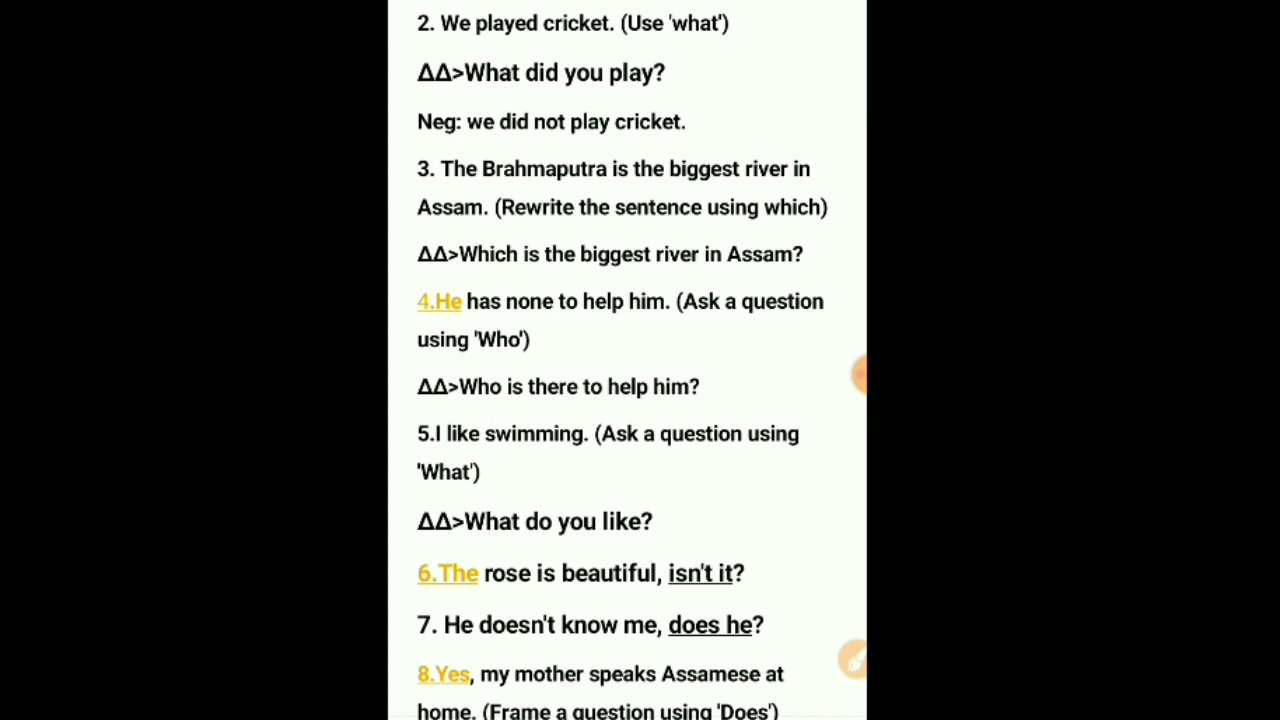 2. We played cricket. (Use 'what')
ΔΔ>What did you play?
Neg: we did not play cricket.
3. The Brahmaputra is the biggest river in
Assam. (Rewrite the sentence using which)
ΔΔ>Which is the biggest river in Assam?
4.He has none to help him. (Ask a question
using 'Who')
ΔΔ>Who is there to help him?
5.I like swimming. (Ask a question using
'What')
ΔΔ>What do you like?
6.The rose is beautiful, isn't it?
7. He doesn't know me, does he?
8.Yes, my mother speaks Assamese at
home. (Frame a question using 'Does')